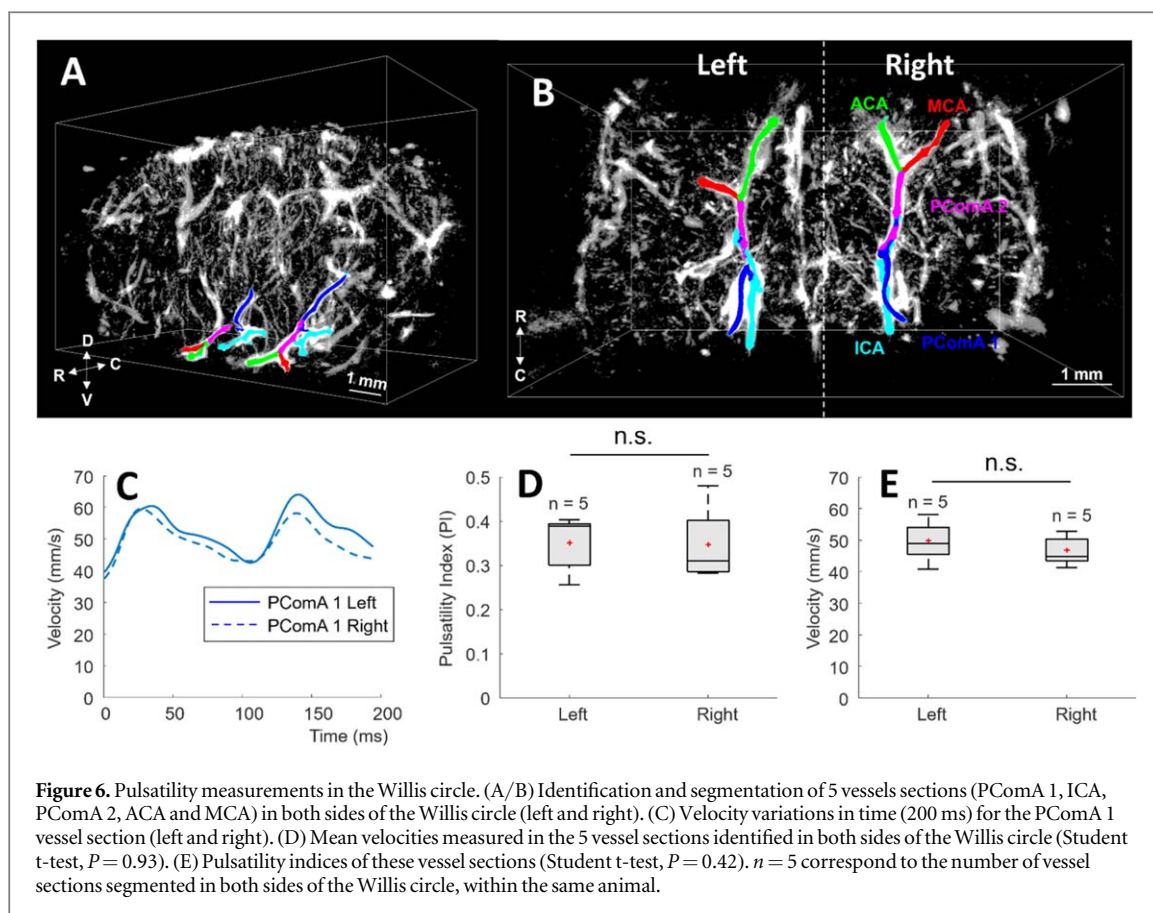 A
D
R
C
V
1 mm
B
Left
Right
ACA
MCA
PComA 2
ICA
PComA 1
R
C
1 mm
C
70
60
50
40
30
20
10
0
Velocity (mm/s)
0
50
100
150
200
Time (ms)
PComA 1 Left
PComA 1 Right
n.s.
D
0.5
0.4
0.3
0.2
0.1
0
Pulsatility Index (PI)
n = 5
n = 5
Left
Right
n.s.
E
70
60
50
40
30
20
10
0
Velocity (mm/s)
n = 5
n = 5
Left
Right
Figure 6. Pulsatility measurements in the Willis circle. (A/B) Identification and segmentation of 5 vessels sections (PComA 1, ICA,
PComA 2, ACA and MCA) in both sides of the Willis circle (left and right). (C) Velocity variations in time (200 ms) for the PComA 1
vessel section (left and right). (D) Mean velocities measured in the 5 vessel sections identified in both sides of the Willis circle (Student
t-test, P = 0.93). (E) Pulsatility indices of these vessel sections (Student t-test, P = 0.42). n = 5 correspond to the number of vessel
sections segmented in both sides of the Willis circle, within the same animal.